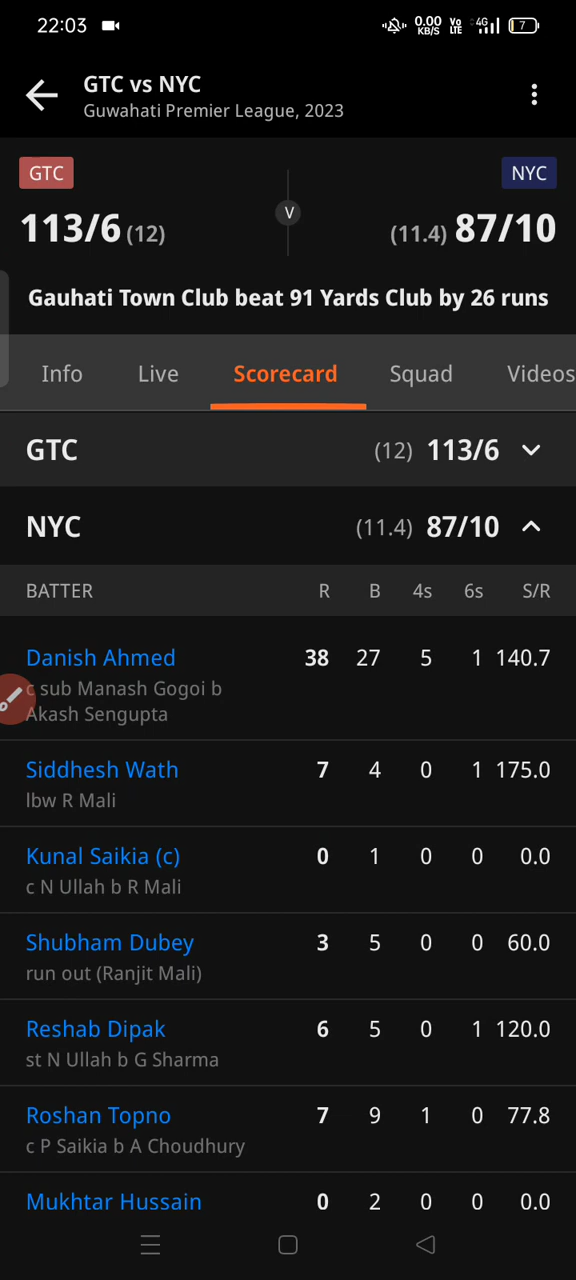 22:03 0.00 KB/S Vo LTE 4G 7
GTC vs NYC
Guwahati Premier League, 2023
GTC V NYC
113/6 (12) (11.4) 87/10
Gauhati Town Club beat 91 Yards Club by 26 runs
Info Live Scorecard Squad Videos
GTC (12) 113/6
NYC (11.4) 87/10
BATTER R B 4s 6s S/R
Danish Ahmed 38 27 5 1 140.7
c sub Manash Gogoi b
Akash Sengupta
Siddhesh Wath 7 4 0 1 175.0
lbw R Mali
Kunal Saikia (c) 0 1 0 0 0.0
c N Ullah b R Mali
Shubham Dubey 3 5 0 0 60.0
run out (Ranjit Mali)
Reshab Dipak 6 5 0 1 120.0
st N Ullah b G Sharma
Roshan Topno 7 9 1 0 77.8
c P Saikia b A Choudhury
Mukhtar Hussain 0 2 0 0 0.0